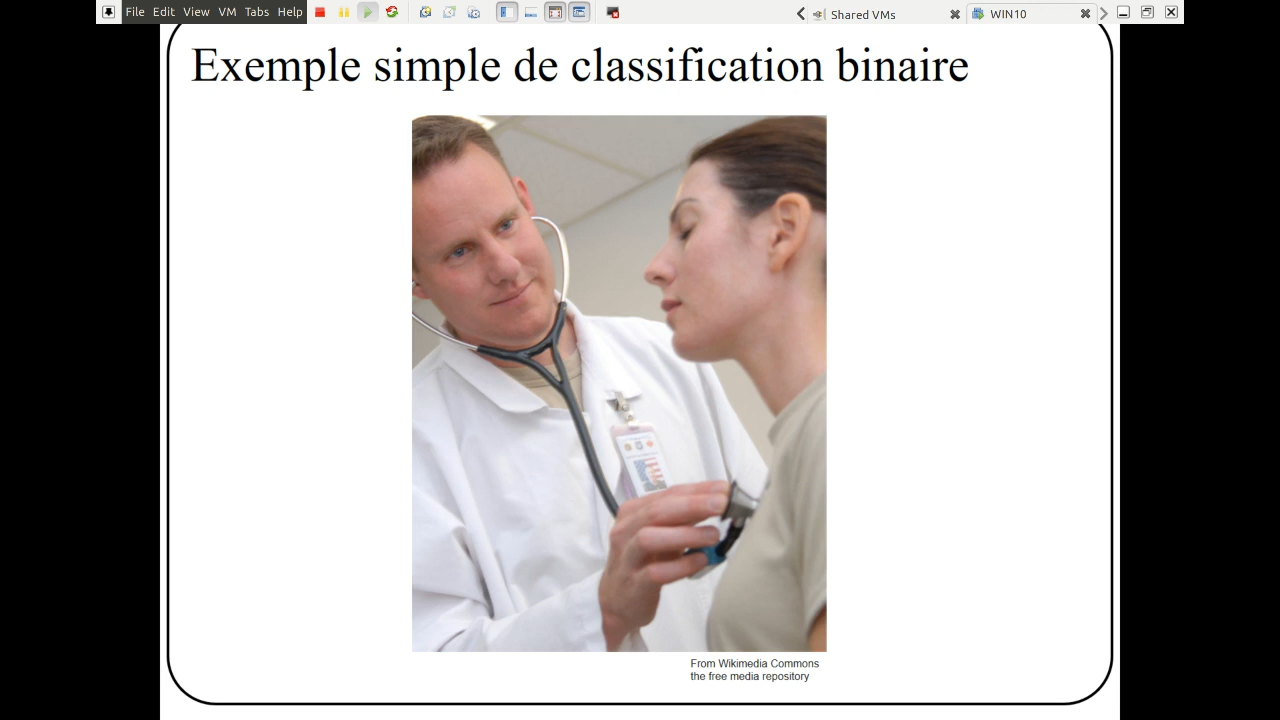 File Edit View VM Tabs Help
Shared VMs
WIN10
Exemple simple de classification binaire
From Wikimedia Commons
the free media repository